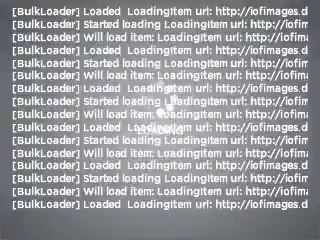 [BulkLoader] Loaded LoadingItem url: http://iofimages.d
[BulkLoader] Started loading LoadingItem url: http://iofim
[BulkLoader] Will load item: LoadingItem url: http://iofima
[BulkLoader] Loaded LoadingItem url: http://iofimages.d
[BulkLoader] Started loading LoadingItem url: http://iofim
[BulkLoader] Will load item: LoadingItem url: http://iofima
[BulkLoader] Loaded LoadingItem url: http://iofimages.d
[BulkLoader] Started loading LoadingItem url: http://iofim
[BulkLoader] Will load item: LoadingItem url: http://iofima
[BulkLoader] Loaded LoadingItem url: http://iofimages.d
LOADING
[BulkLoader] Started loading LoadingItem url: http://iofim
[BulkLoader] Will load item: LoadingItem url: http://iofima
[BulkLoader] Loaded LoadingItem url: http://iofimages.d
[BulkLoader] Started loading LoadingItem url: http://iofim
[BulkLoader] Will load item: LoadingItem url: http://iofima
[BulkLoader] Loaded LoadingItem url: http://iofimages.d